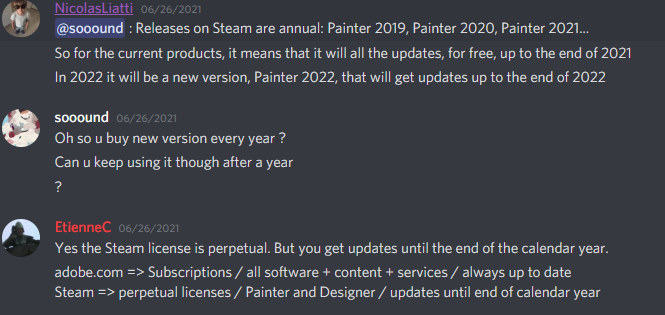 NicolasLiatti 06/26/2021
@sooound : Releases on Steam are annual: Painter 2019, Painter 2020, Painter 2021...
So for the current products, it means that it will all the updates, for free, up to the end of 2021
In 2022 it will be a new version, Painter 2022, that will get updates up to the end of 2022
sooound 06/26/2021
Oh so u buy new version every year ?
Can u keep using it though after a year
?
EtienneC 06/26/2021
Yes the Steam license is perpetual. But you get updates until the end of the calendar year.
adobe.com => Subscriptions / all software + content + services / always up to date
Steam => perpetual licenses / Painter and Designer / updates until end of calendar year